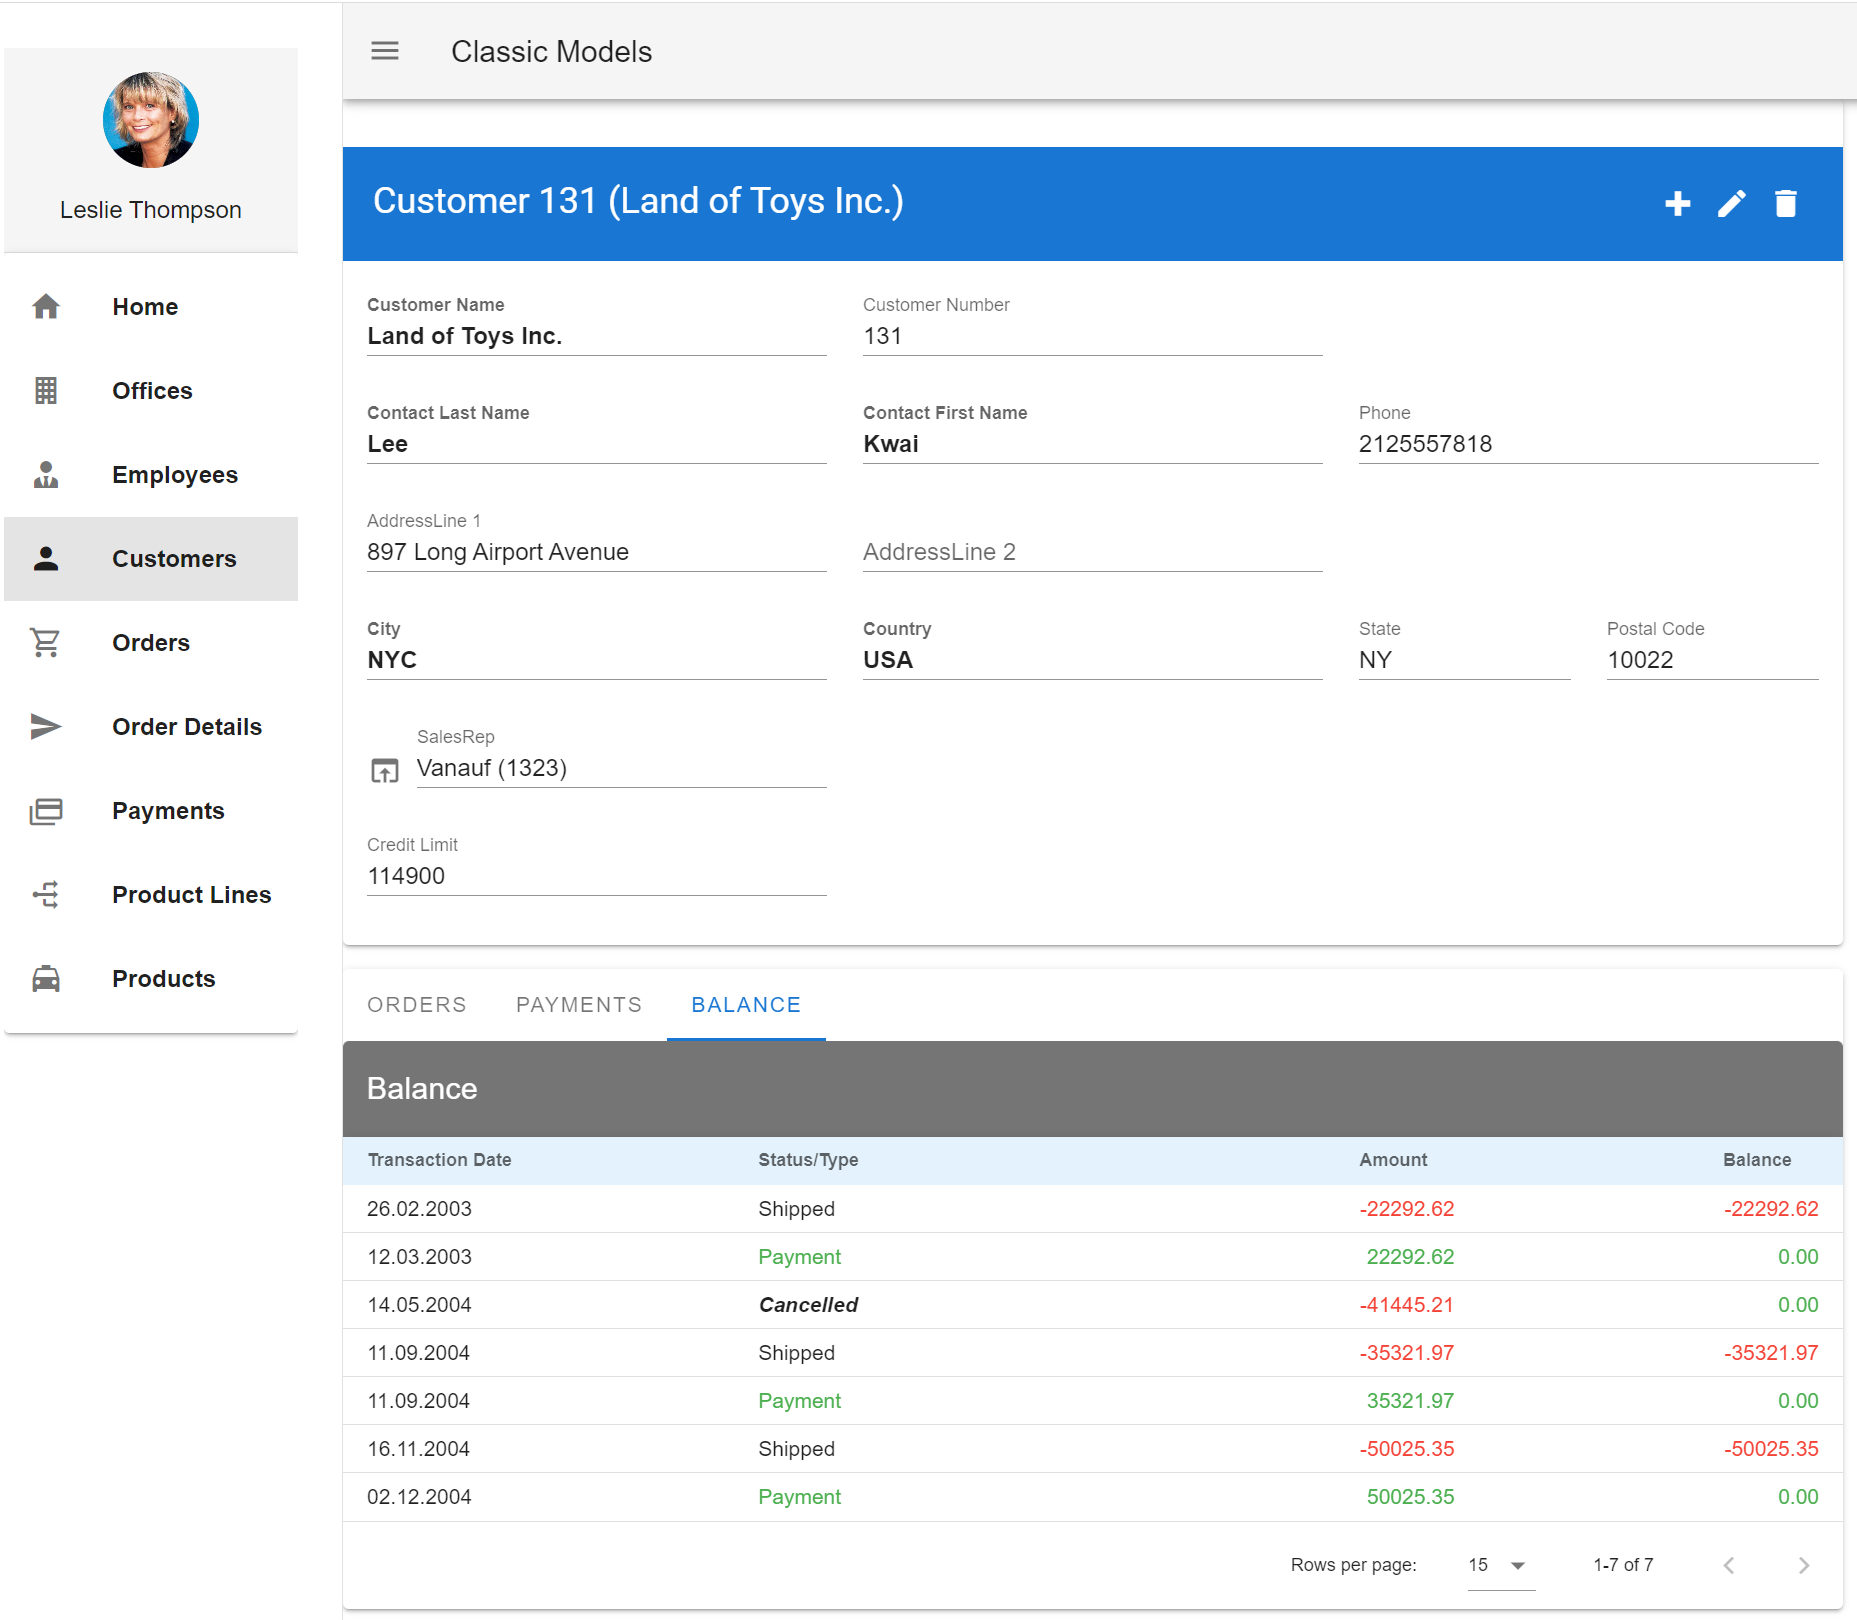 Classic Models
Leslie Thompson
Home
Offices
Employees
Customers
Orders
Order Details
Payments
Product Lines
Products
Customer 131 (Land of Toys Inc.)
Customer Name Customer Number
Land of Toys Inc. 131
Contact Last Name Contact First Name Phone
Lee Kwai 2125557818
AddressLine 1
897 Long Airport Avenue AddressLine 2
City Country State Postal Code
NYC USA NY 10022
SalesRep
Vanauf (1323)
Credit Limit
114900
ORDERS PAYMENTS BALANCE
Balance
Transaction Date Status/Type Amount Balance
26.02.2003 Shipped -22292.62 -22292.62
12.03.2003 Payment 22292.62 0.00
14.05.2004 Cancelled -41445.21 0.00
11.09.2004 Shipped -35321.97 -35321.97
11.09.2004 Payment 35321.97 0.00
16.11.2004 Shipped -50025.35 -50025.35
02.12.2004 Payment 50025.35 0.00
Rows per page: 15 1-7 of 7